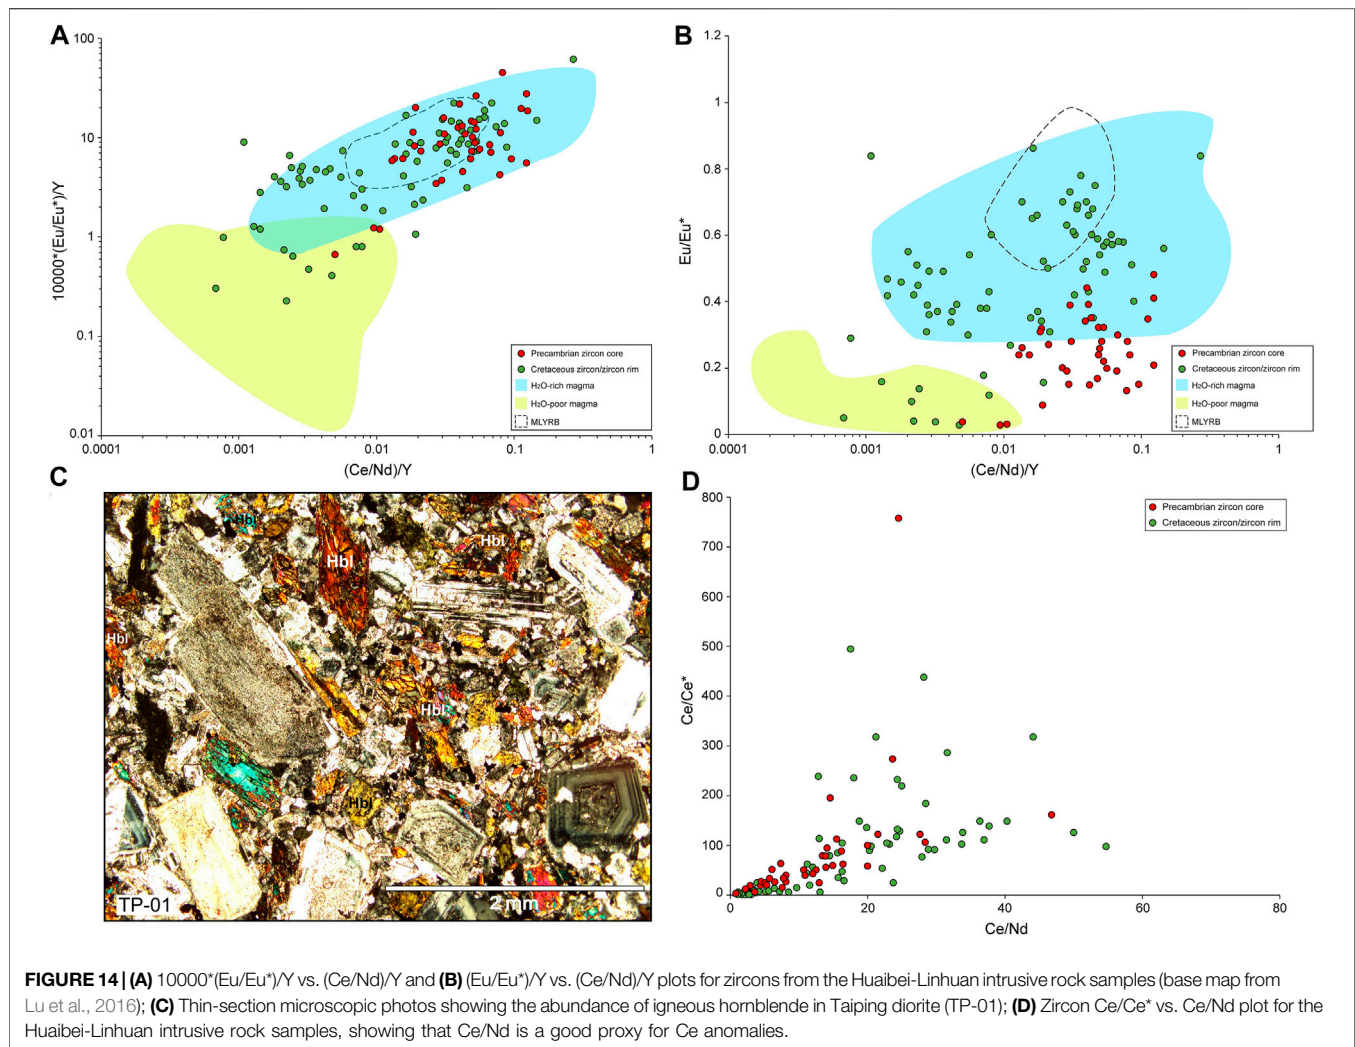 A
100
10
1
0.1
0.01
10000*(Eu/Eu*)/Y
0.0001
0.001
0.01
0.1
1
(Ce/Nd)/Y
Precambrian zircon core
Cretaceous zircon/zircon rim
H2O-rich magma
H2O-poor magma
MLYRB
B
1.2
1
0.8
0.6
0.4
0.2
0
Eu/Eu*
0.0001
0.001
0.01
0.1
1
(Ce/Nd)/Y
Precambrian zircon core
Cretaceous zircon/zircon rim
H2O-rich magma
H2O-poor magma
MLYRB
C
Hbl
Hbl
Hbl
Hbl
Hbl
Hbl
TP-01
2 mm
D
800
700
600
500
400
300
200
100
0
Ce/Ce*
0
20
40
60
80
Ce/Nd
Precambrian zircon core
Cretaceous zircon/zircon rim
FIGURE 14 | (A) 10000*(Eu/Eu*)/Y vs. (Ce/Nd)/Y and (B) (Eu/Eu*)/Y vs. (Ce/Nd)/Y plots for zircons from the Huaibei-Linhuan intrusive rock samples (base map from
Lu et al., 2016); (C) Thin-section microscopic photos showing the abundance of igneous hornblende in Taiping diorite (TP-01); (D) Zircon Ce/Ce* vs. Ce/Nd plot for the
Huaibei-Linhuan intrusive rock samples, showing that Ce/Nd is a good proxy for Ce anomalies.